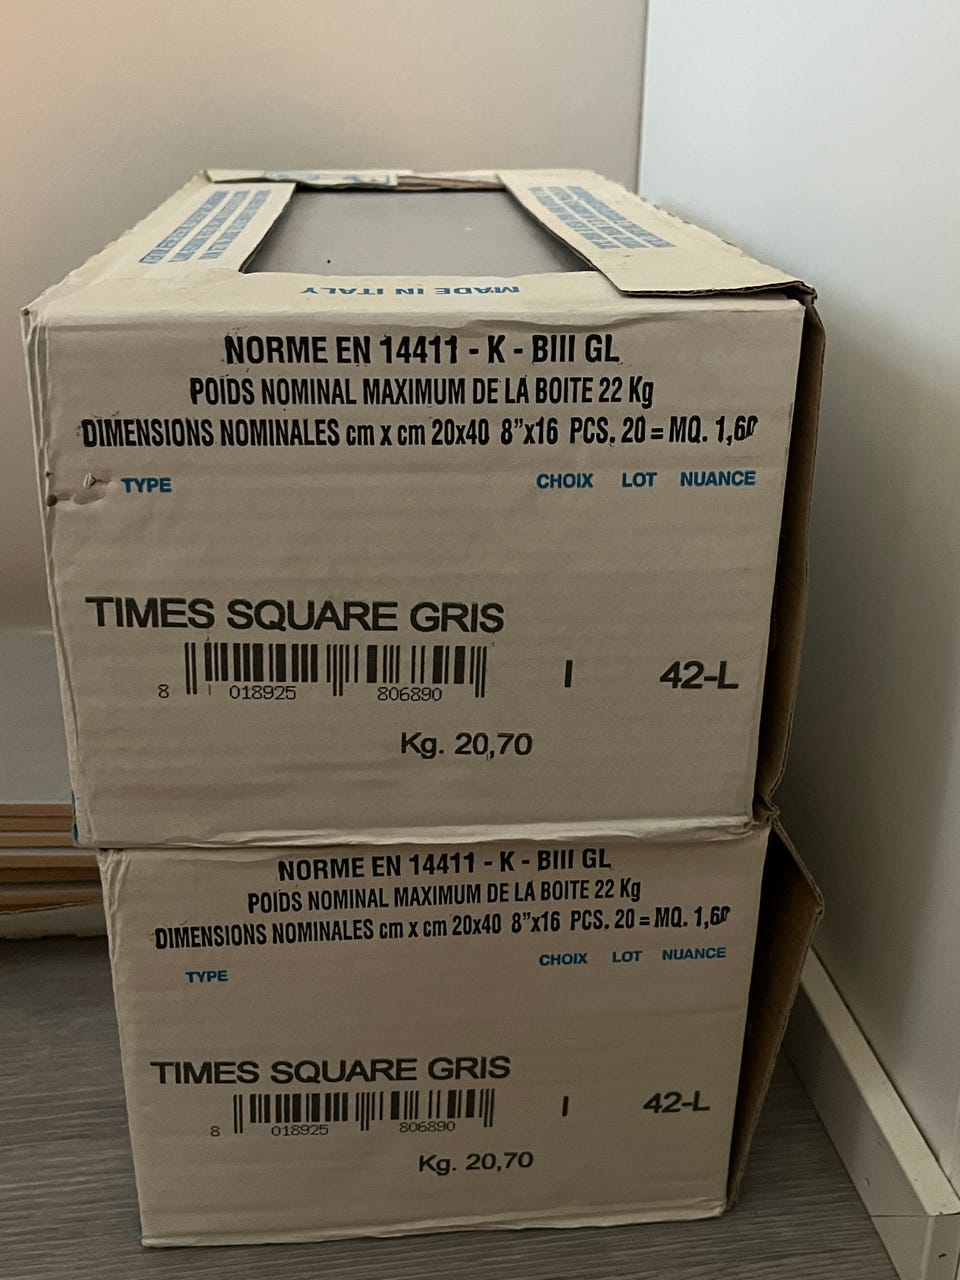 MADE IN ITALY
NORME EN 14411 - K - BIII GL
POIDS NOMINAL MAXIMUM DE LA BOITE 22 Kg
DIMENSIONS NOMINALES cm x cm 20x40 8”x16 PCS. 20 = MQ. 1,60
TYPE CHOIX LOT NUANCE
TIMES SQUARE GRIS
8 018925 806890 I 42-L
Kg. 20,70
NORME EN 14411 - K - BIII GL
POIDS NOMINAL MAXIMUM DE LA BOITE 22 Kg
DIMENSIONS NOMINALES cm x cm 20x40 8”x16 PCS. 20 = MQ. 1,60
TYPE CHOIX LOT NUANCE
TIMES SQUARE GRIS
8 018925 806890 I 42-L
Kg. 20,70